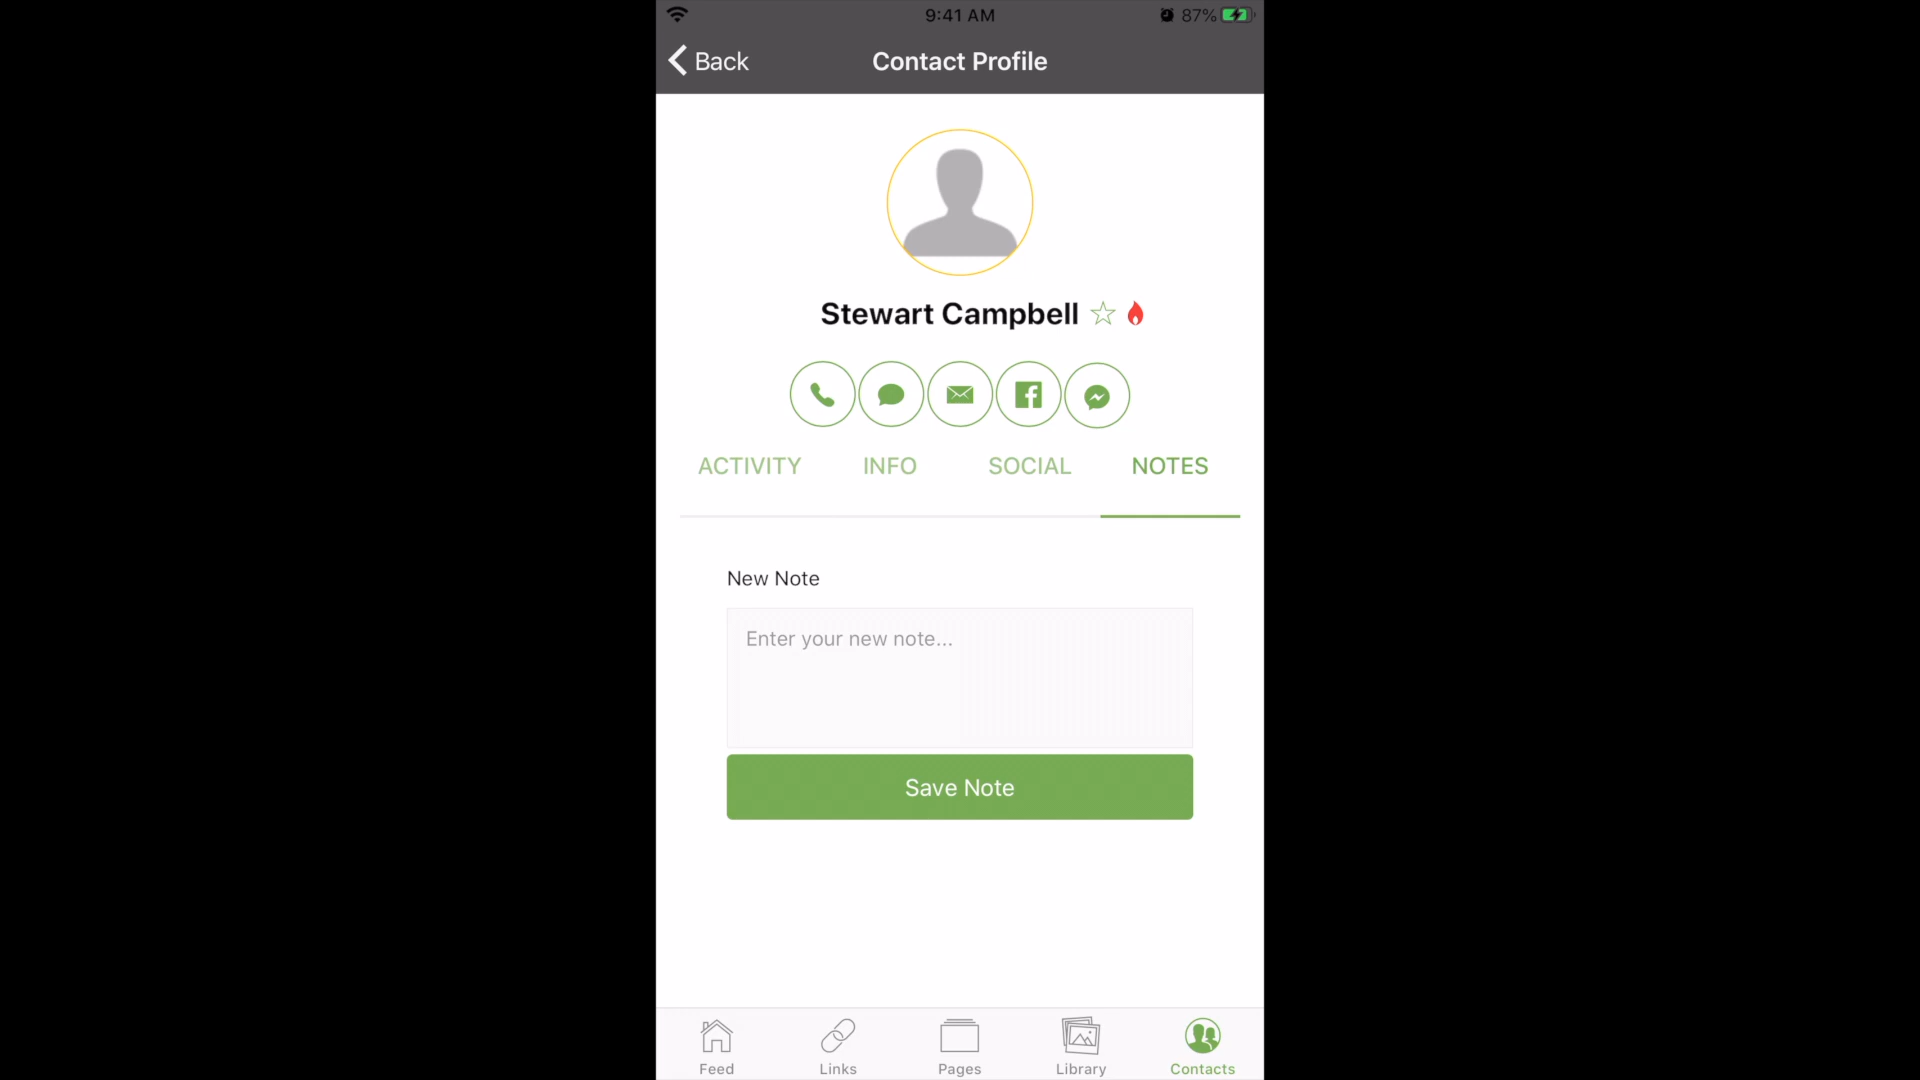 9:41 AM 87%
Back Contact Profile
Stewart Campbell
ACTIVITY INFO SOCIAL NOTES
New Note
Enter your new note...
Save Note
Feed Links Pages Library Contacts